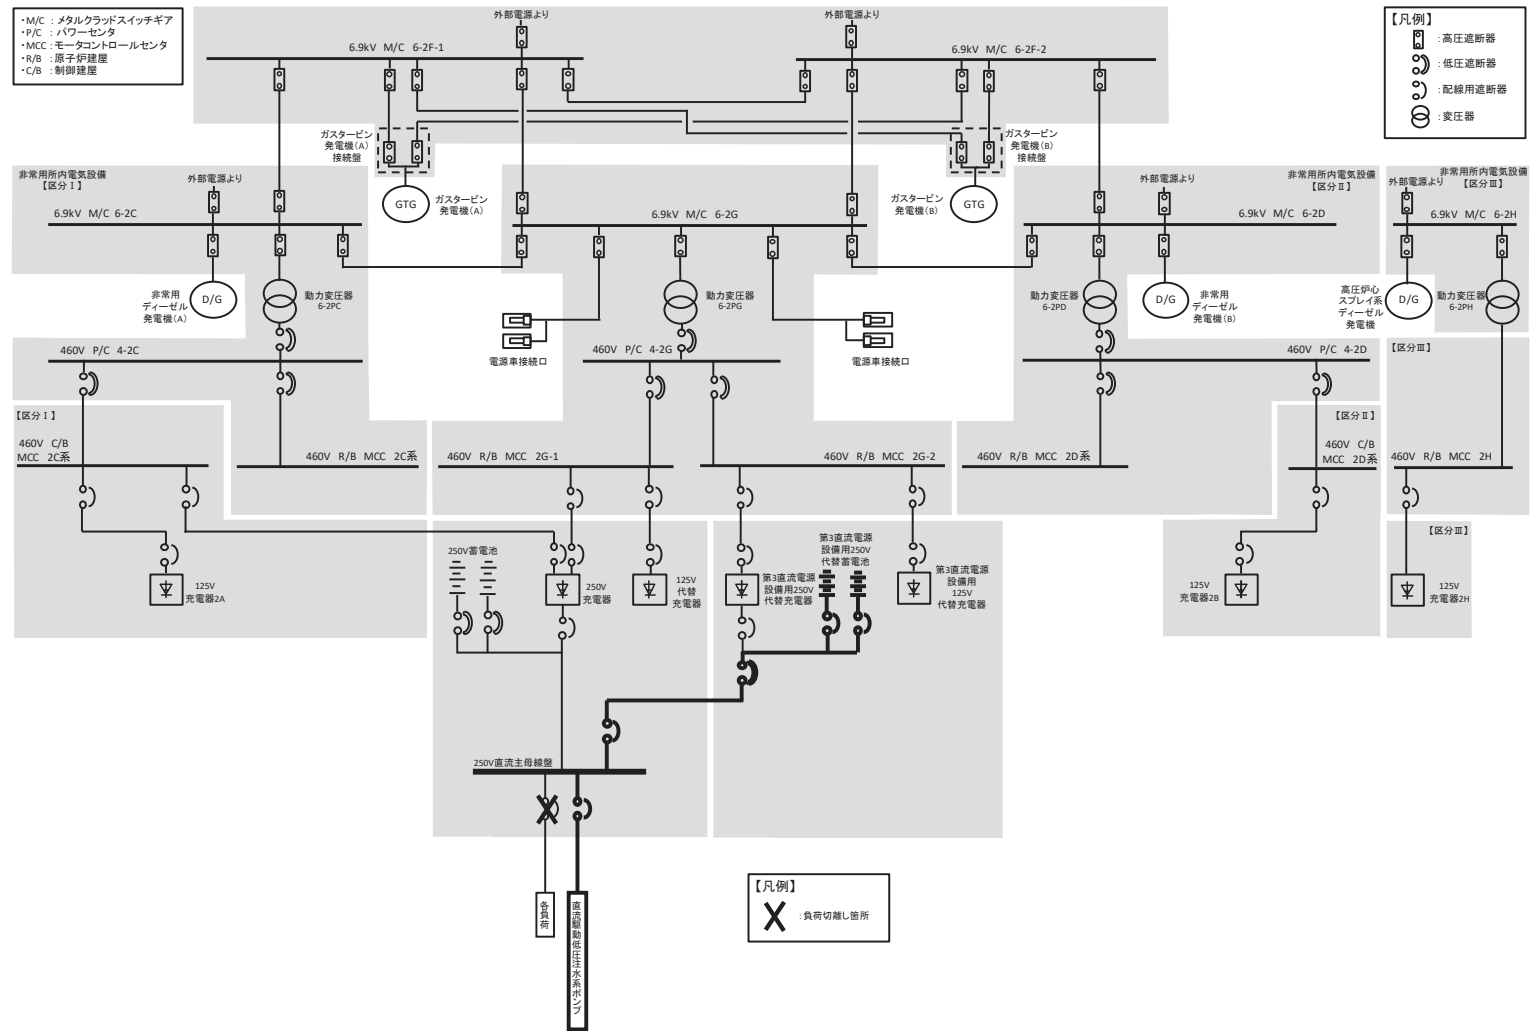 ・M/C ：メタルクラッドスイッチギア
・P/C ：パワーセンタ
・MCC：モータコントロールセンタ
・R/B ：原子炉建屋
・C/B ：制御建屋
外部電源より
外部電源より
【凡例】
：高圧遮断器
：低圧遮断器
：配線用遮断器
：変圧器
6.9kV M/C 6-2F-1
6.9kV M/C 6-2F-2
ガスタービン
発電機(A)
接続盤
ガスタービン
発電機(B)
接続盤
非常用所内電気設備
【区分Ⅰ】
外部電源より
6.9kV M/C 6-2C
GTG
ガスタービン
発電機(A)
6.9kV M/C 6-2G
ガスタービン
発電機(B)
GTG
外部電源より
非常用所内電気設備
【区分Ⅱ】
6.9kV M/C 6-2D
非常用所内電気設備
【区分Ⅲ】
外部電源より
6.9kV M/C 6-2H
非常用
ディーゼル
発電機(A)
D/G
動力変圧器
6-2PC
動力変圧器
6-2PG
動力変圧器
6-2PD
D/G
非常用
ディーゼル
発電機(B)
高圧炉心
スプレイ系
ディーゼル
発電機
D/G
動力変圧器
6-2PH
電源車接続口
電源車接続口
460V P/C 4-2C
460V P/C 4-2G
460V P/C 4-2D
【区分Ⅲ】
【区分Ⅰ】
【区分Ⅱ】
460V C/B
MCC 2C系
460V R/B MCC 2C系
460V R/B MCC 2G-1
460V R/B MCC 2G-2
460V R/B MCC 2D系
460V C/B
MCC 2D系
460V R/B MCC 2H
【区分Ⅲ】
125V
充電器2A
250V蓄電池
250V
充電器
125V
代替
充電器
第3直流電源
設備用250V
代替充電器
第3直流電源
設備用250V
代替蓄電池
第3直流電源
設備用
125V
代替充電器
125V
充電器2B
125V
充電器2H
250V直流主母線盤
各負荷
直流駆動低圧注水系ポンプ
【凡例】
：負荷切離し箇所